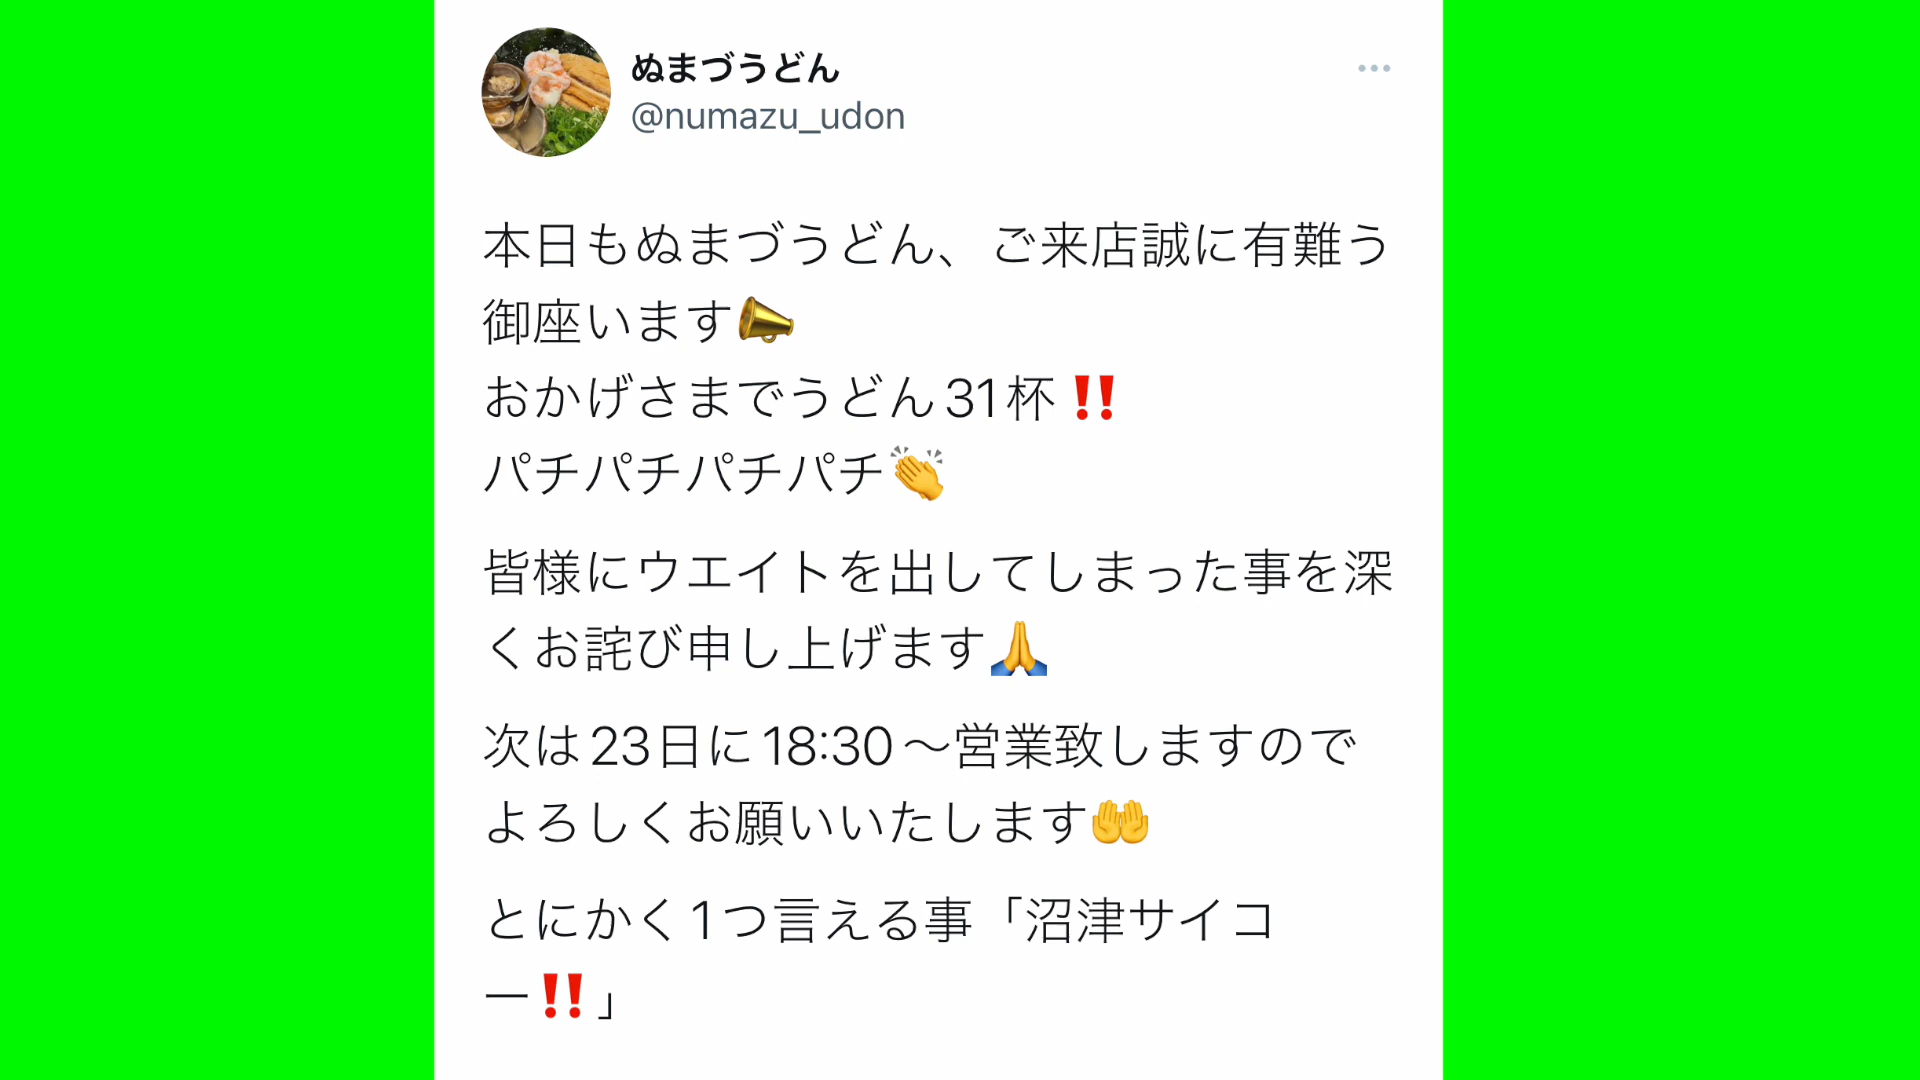 ぬまづうどん
@numazu_udon
本日もぬまづうどん、ご来店誠に有難う
御座います📣
おかげさまでうどん31杯‼️
パチパチパチパチ👏
皆様にウエイトを出してしまった事を深
くお詫び申し上げます🙏
次は23日に18:30〜営業致しますので
よろしくお願いいたします🤲
とにかく1つ言える事「沼津サイコ
ー‼️」